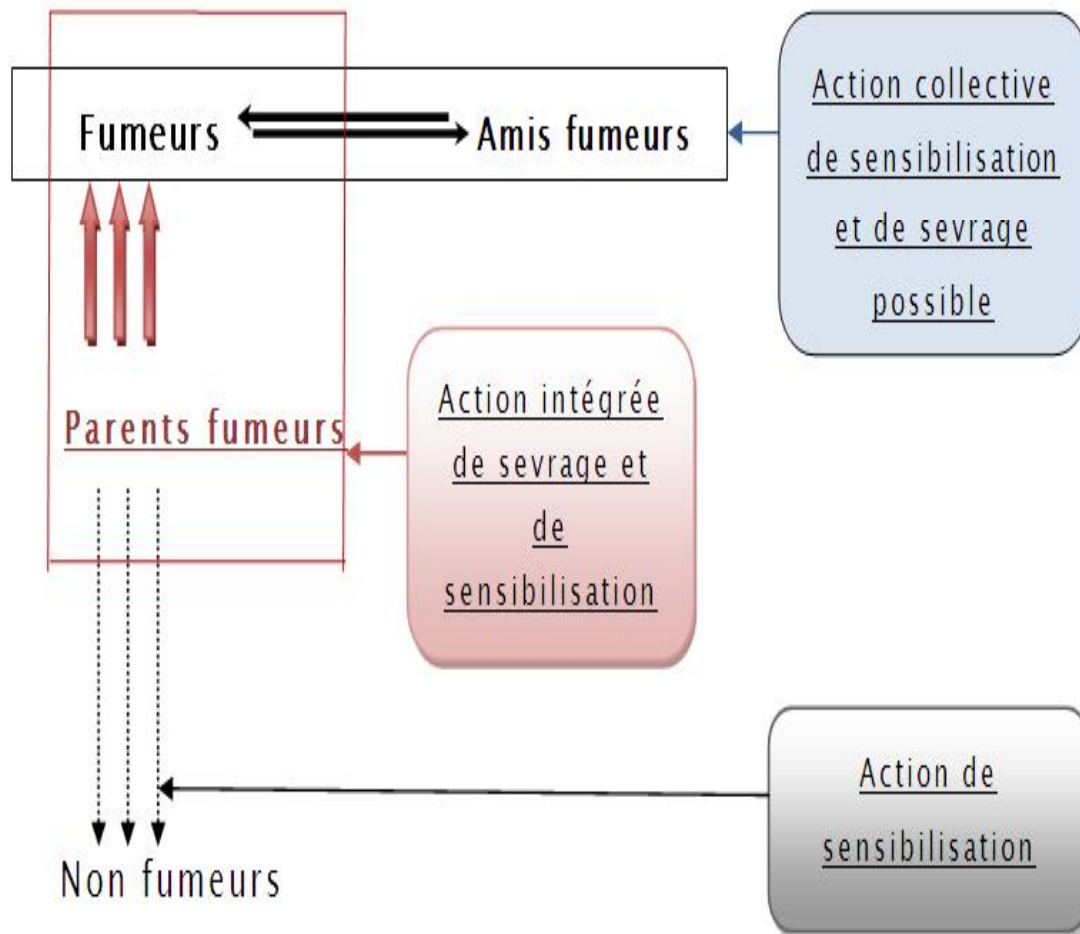 Fumeurs
Amis fumeurs
Action collective
de sensibilisation
et de sevrage
possible
Parents fumeurs
Action intégrée
de sevrage et
de
sensibilisation
Action de
sensibilisation
Non fumeurs